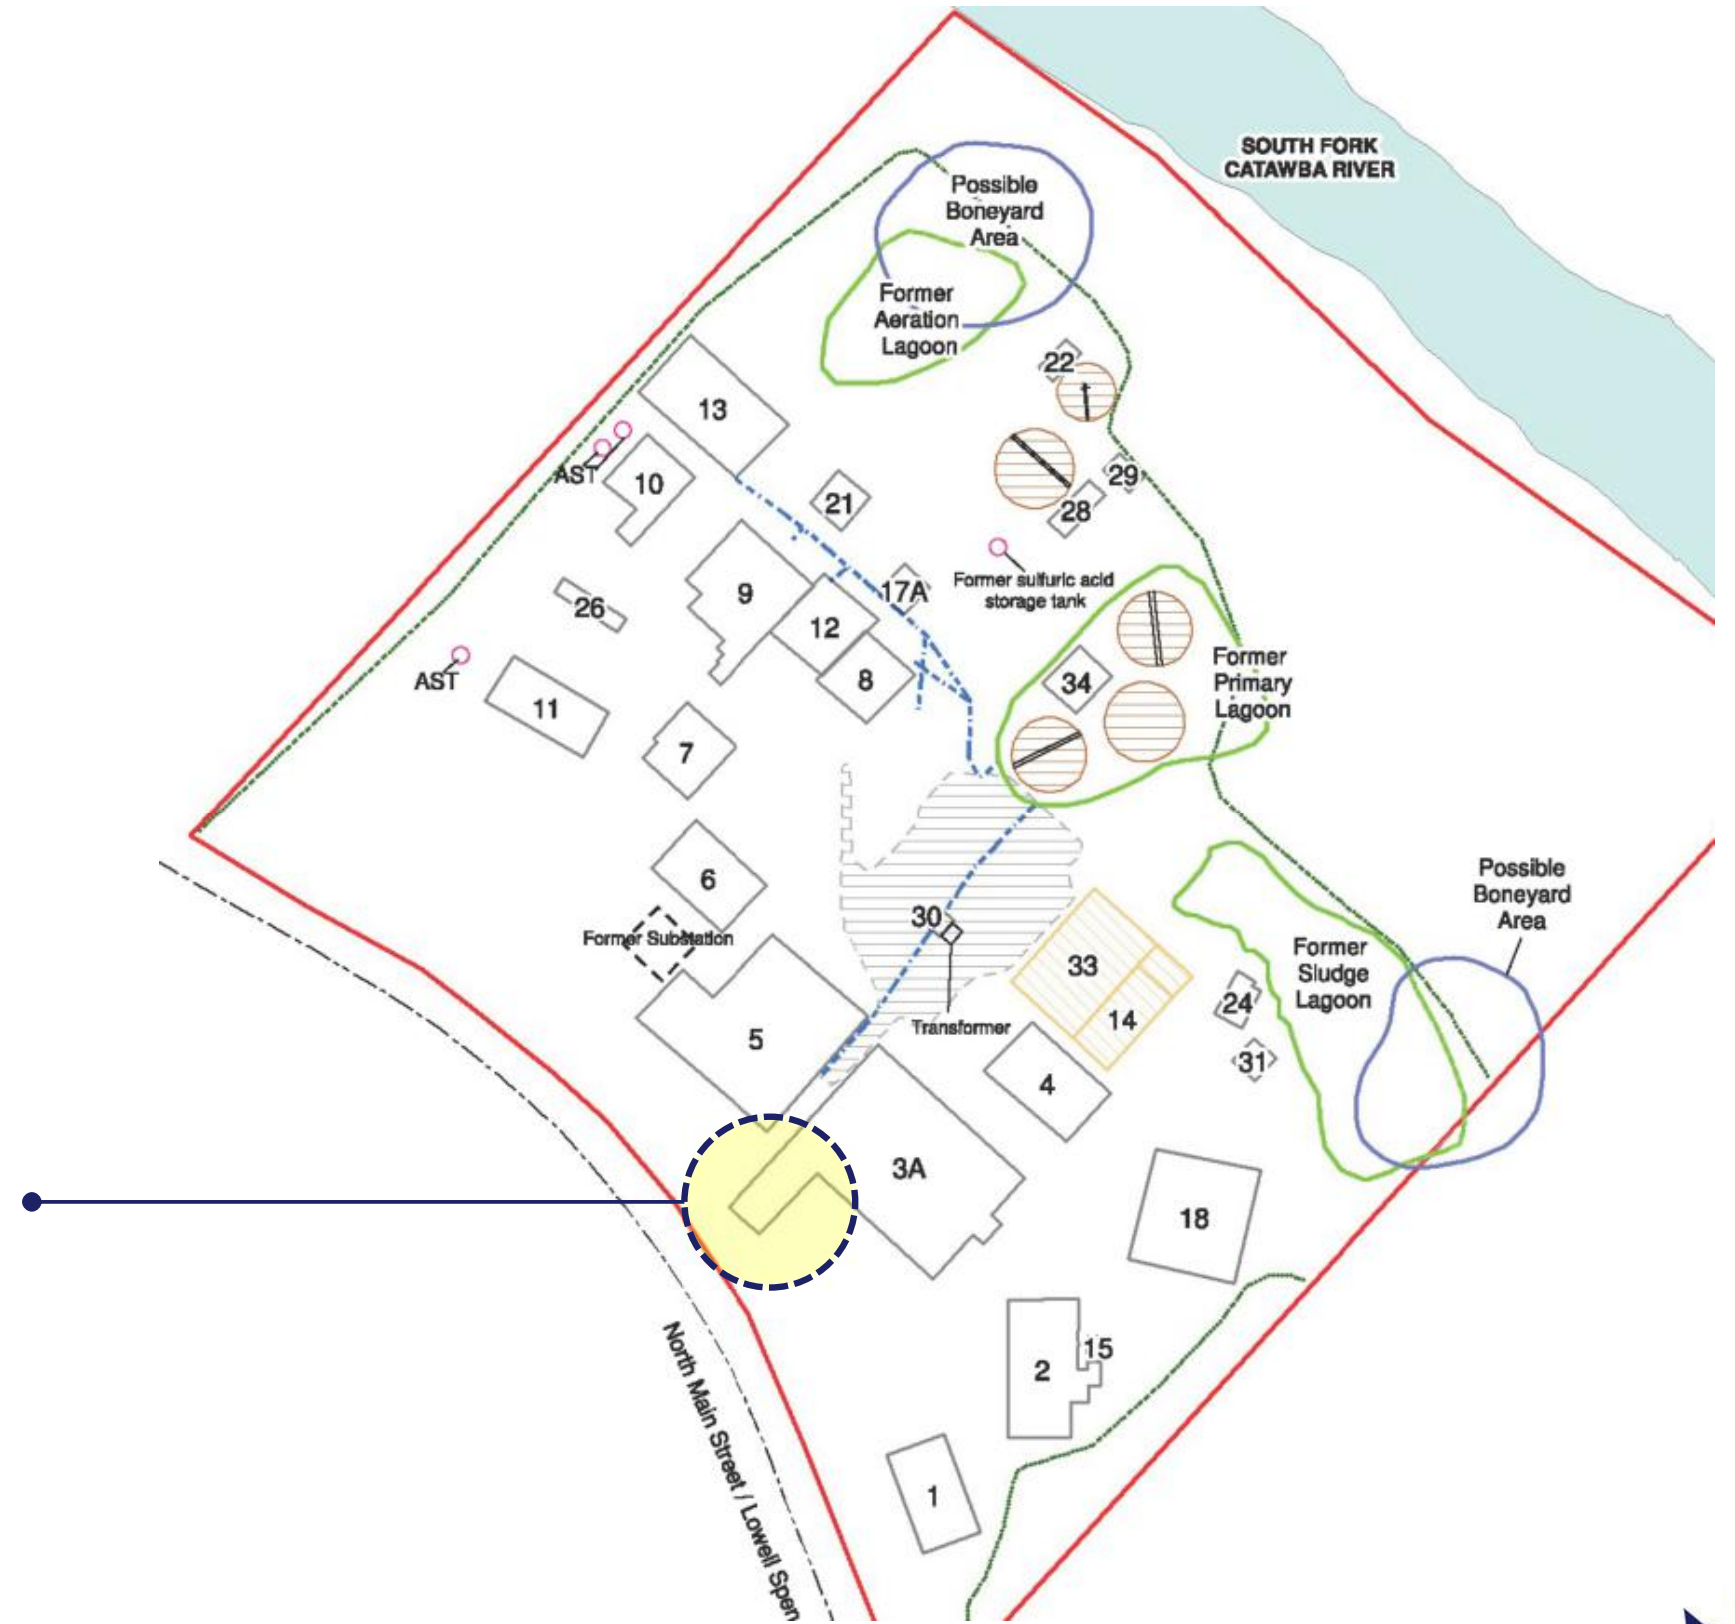 SOUTH FORK
CATAWBA RIVER
Possible
Boneyard
Area
Former
Aeration
Lagoon
22
13
AST
10
21
29
28
Former sulfuric acid
storage tank
9
17A
26
12
8
34
Former
Primary
Lagoon
AST
11
7
6
Former Substation
30
33
14
Transformer
Possible
Boneyard
Area
Former
Sludge
Lagoon
24
31
5
4
3A
18
15
2
1
North Main Street / Lowell Spen